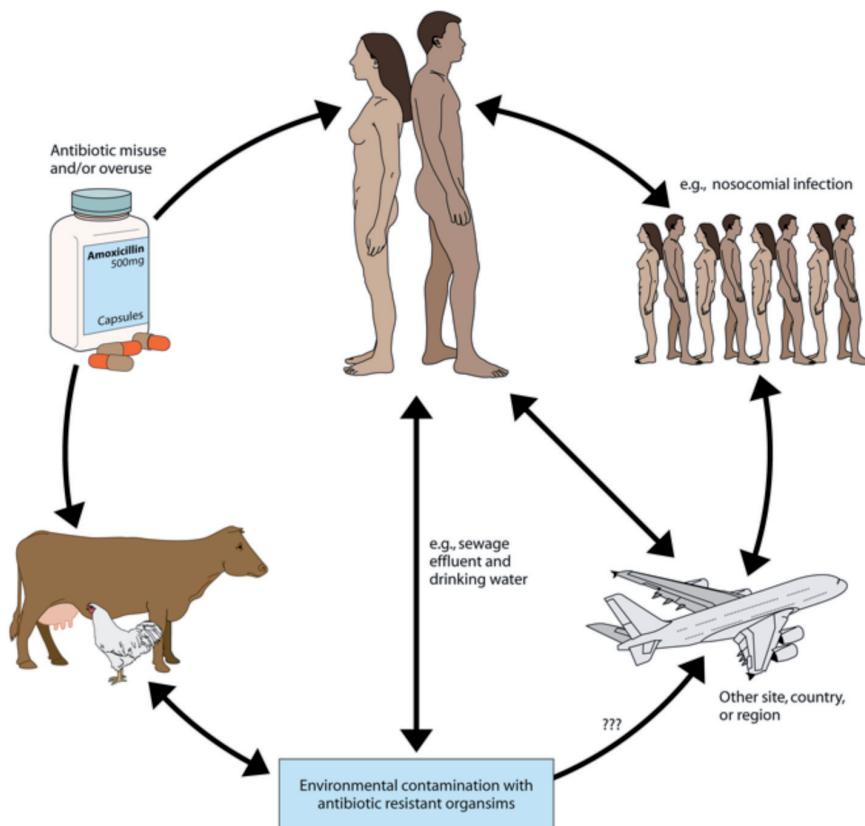 Antibiotic misuse
and/or overuse
Amoxicillin
500mg
Capsules
e.g., nosocomial infection
e.g., sewage
effluent and
drinking water
Other site, country,
or region
???
Environmental contamination with
antibiotic resistant organsims